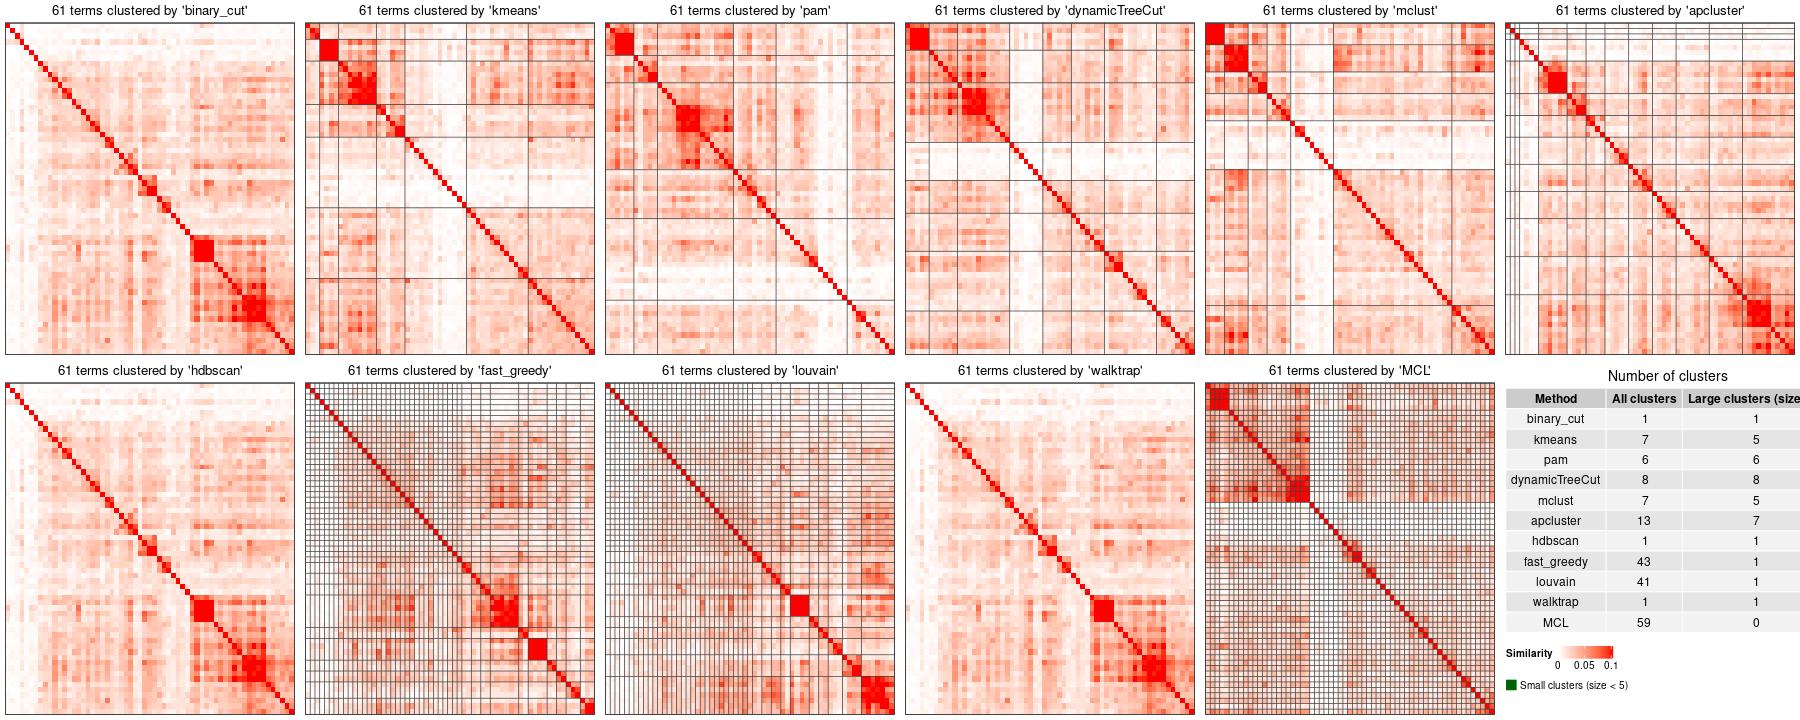 61 terms clustered by 'binary_cut'
61 terms clustered by 'kmeans'
61 terms clustered by 'pam'
61 terms clustered by 'dynamicTreeCut'
61 terms clustered by 'mclust'
61 terms clustered by 'apcluster'
61 terms clustered by 'hdbscan'
61 terms clustered by 'fast_greedy'
61 terms clustered by 'louvain'
61 terms clustered by 'walktrap'
61 terms clustered by 'MCL'
Number of clusters
Method All clusters Large clusters (size
binary_cut 1 1
kmeans 7 5
pam 6 6
dynamicTreeCut 8 8
mclust 7 5
apcluster 13 7
hdbscan 1 1
fast_greedy 43 1
louvain 41 1
walktrap 1 1
MCL 59 0
Similarity
0 0.05 0.1
Small clusters (size < 5)